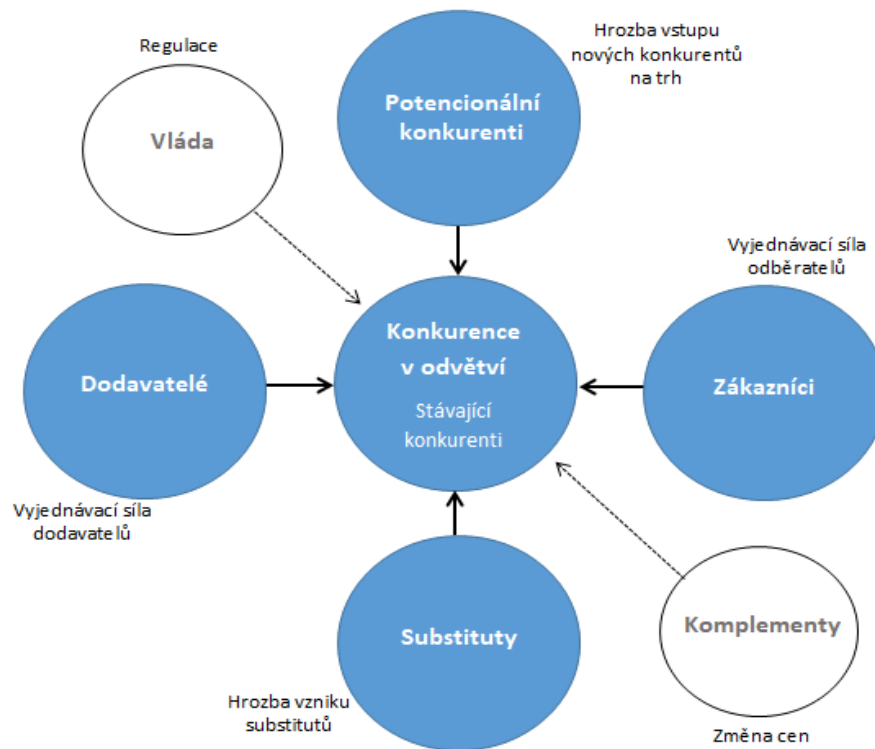 Regulace
Vláda
Hrozba vstupu
nových konkurentů
na trh
Potencionální
konkurenti
Vyjednávací síla
odběratelů
Konkurence
v odvětví
Stávající
konkurenti
Dodavatelé
Zákazníci
Vyjednávací síla
dodavatelů
Substituty
Hrozba vzniku
substitutů
Komplementy
Změna cen